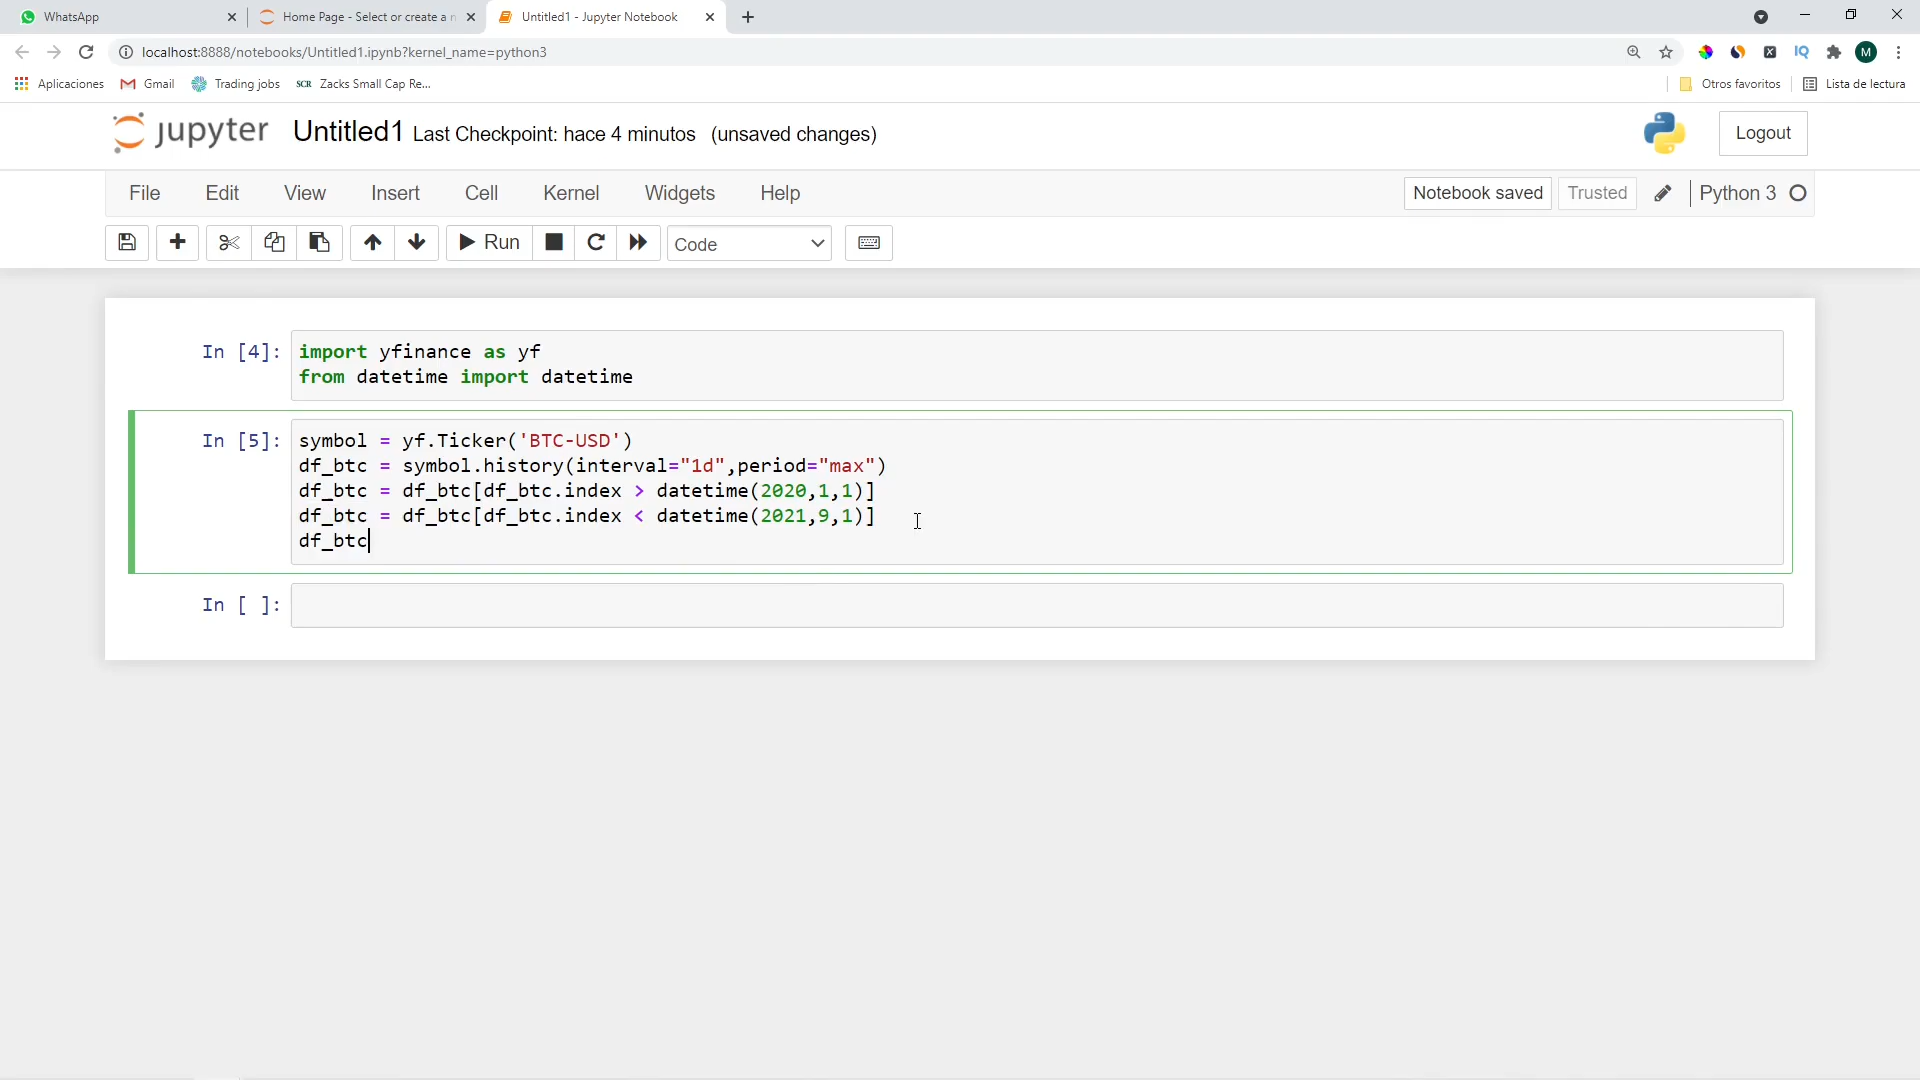 WhatsApp
Home Page - Select or create a n
Untitled1 - Jupyter Notebook
localhost:8888/notebooks/Untitled1.ipynb?kernel_name=python3
IQ
M
Aplicaciones
Gmail
Trading jobs
SCR Zacks Small Cap Re...
Otros favoritos
Lista de lectura
jupyter Untitled1 Last Checkpoint: hace 4 minutos (unsaved changes)
Logout
File Edit View Insert Cell Kernel Widgets Help
Notebook saved Trusted Python 3
Run Code
In [4]: import yfinance as yf
from datetime import datetime
In [5]: symbol = yf.Ticker('BTC-USD')
df_btc = symbol.history(interval="1d",period="max")
df_btc = df_btc[df_btc.index > datetime(2020,1,1)]
df_btc = df_btc[df_btc.index < datetime(2021,9,1)]
df_btc
In [ ]: